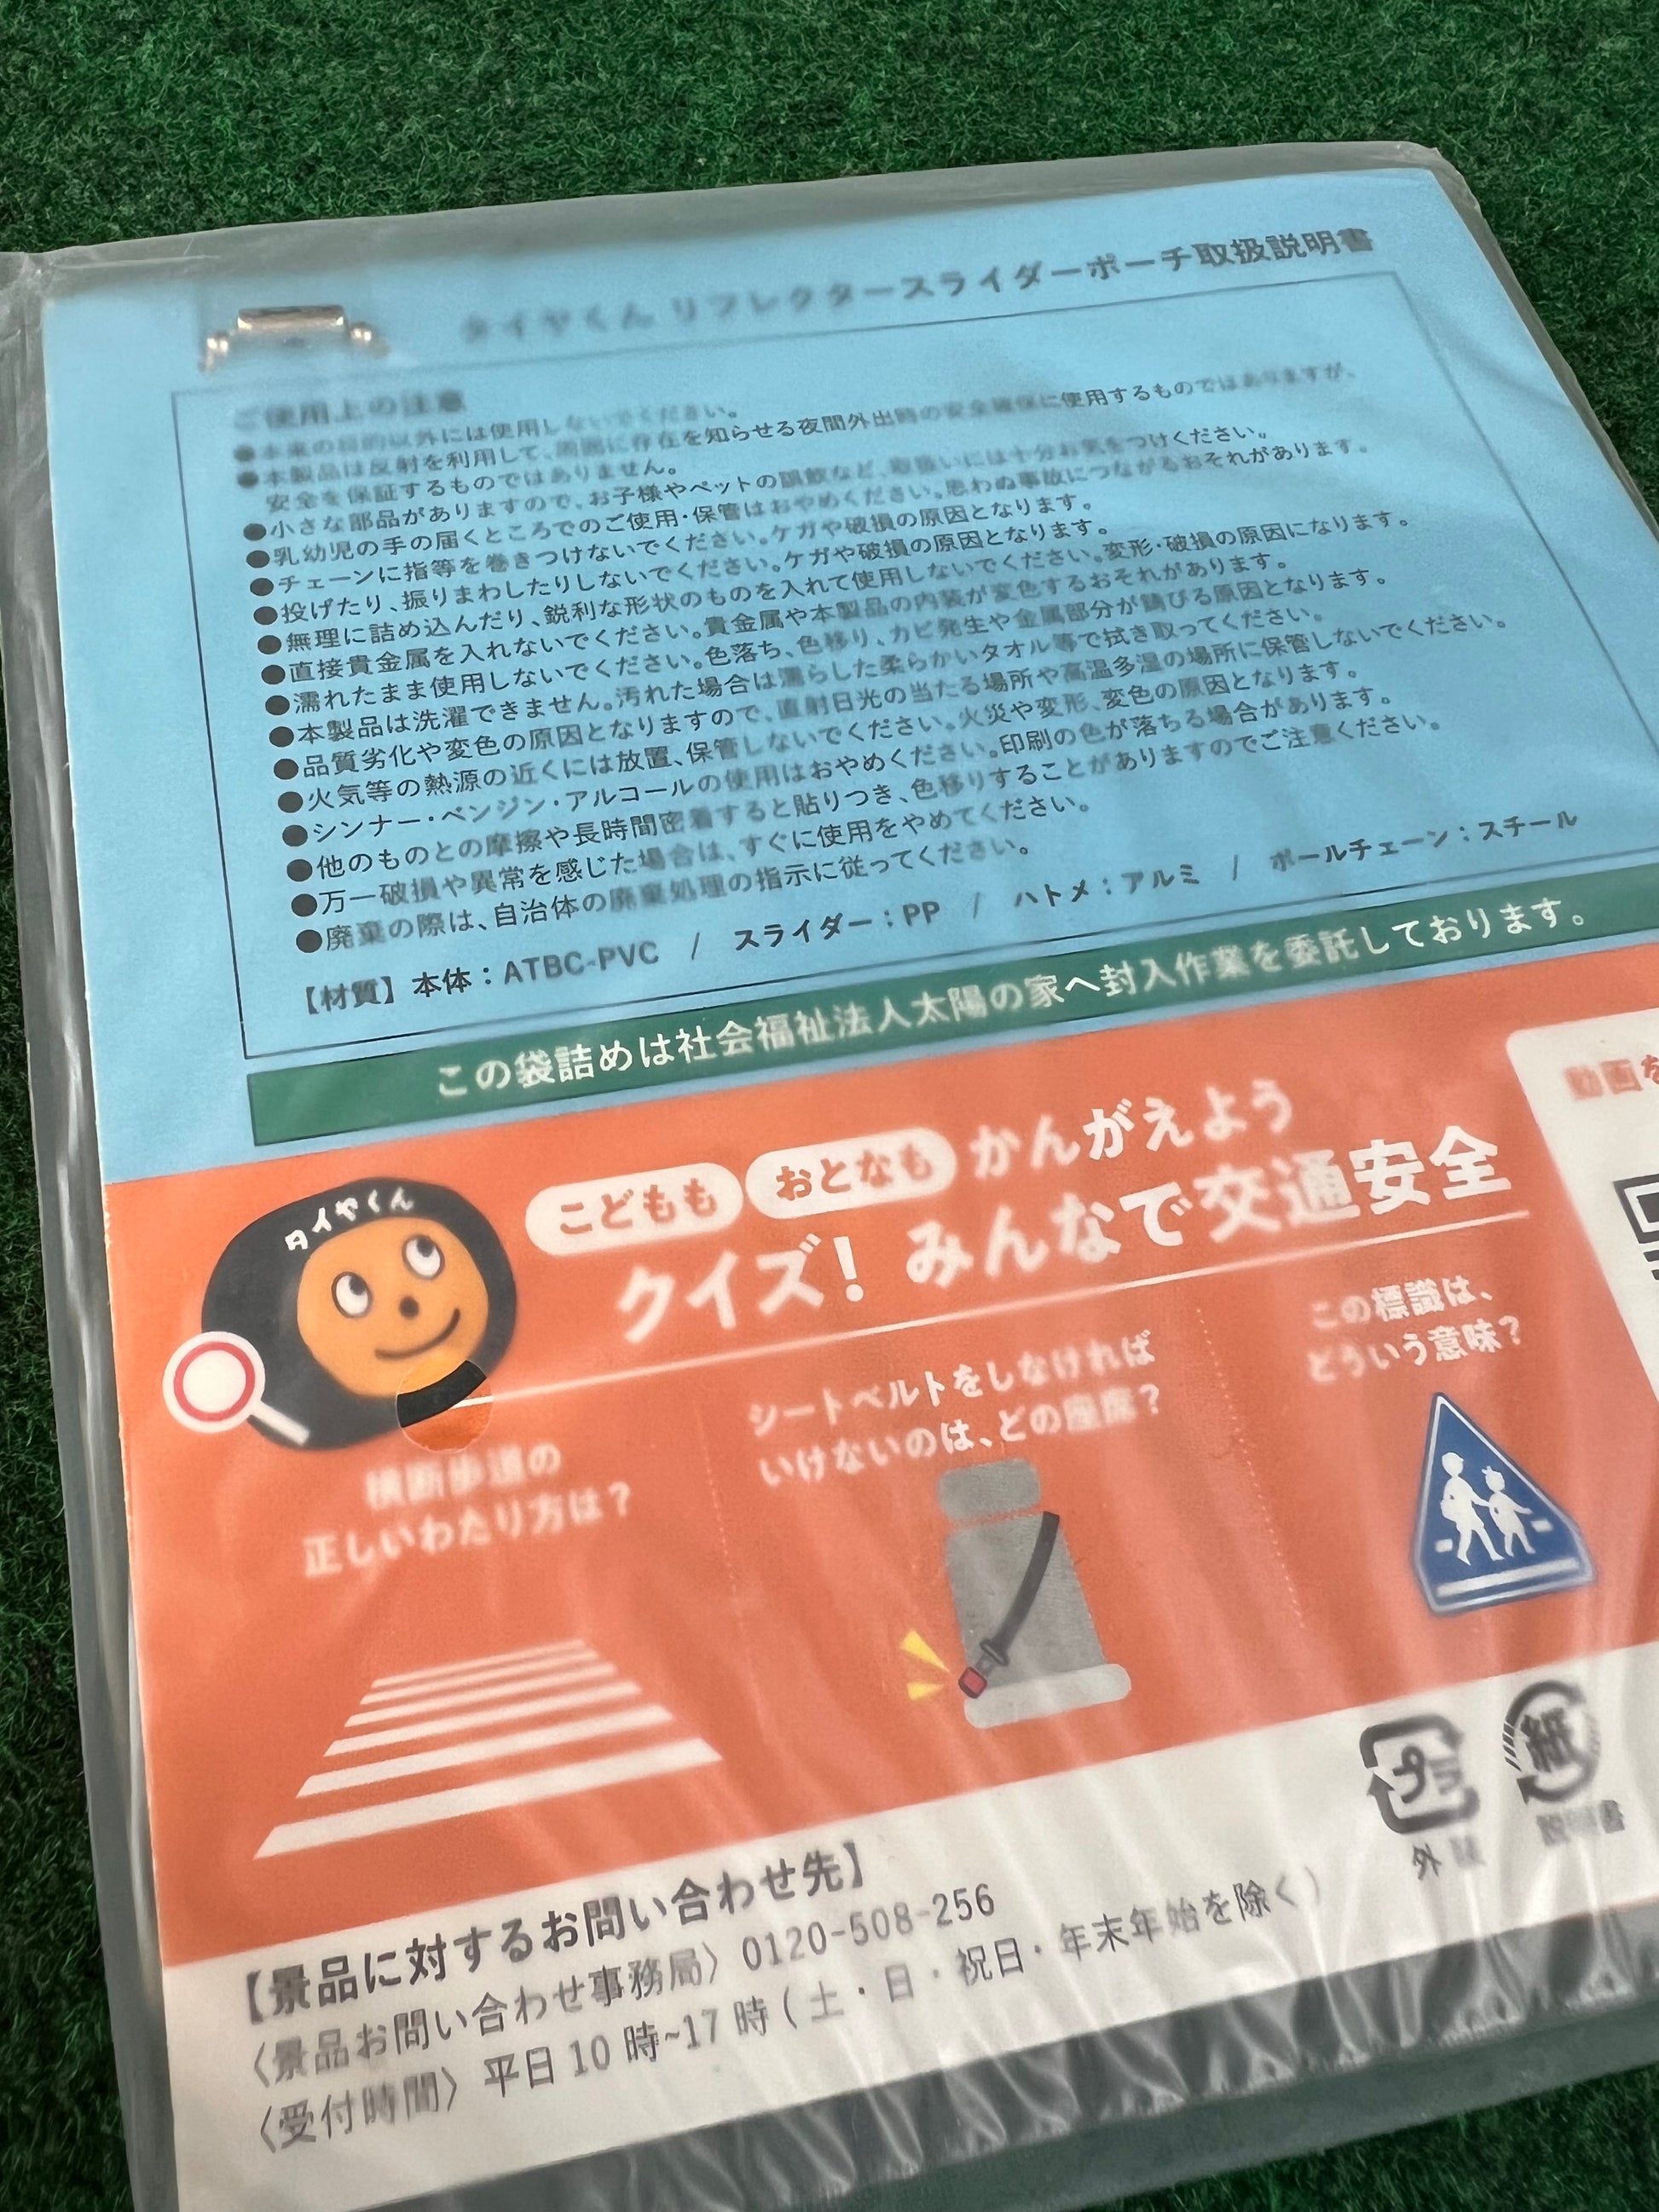 タイヤくん リフレクタースライダーポーチ取扱説明書
ご使用上の注意
●本来の目的以外には使用しないでください。
●本製品は反射を利用して、周囲に存在を知らせる夜間外出時の安全確保に使用するものではありますが、
安全を保証するものではありません。
●小さな部品がありますので、お子様やペットの誤飲など、取扱いには十分お気をつけください。
●乳幼児の手の届くところでのご使用・保管はおやめください。思わぬ事故につながるおそれがあります。
●チェーンに指等を巻きつけないでください。ケガや破損の原因となります。
●投げたり、振りまわしたりしないでください。ケガや破損の原因となります。
●無理に詰め込んだり、鋭利な形状のものを入れて使用しないでください。変形・破損の原因になります。
●直接貴金属を入れないでください。貴金属や本製品の内装が変色するおそれがあります。
●濡れたまま使用しないでください。色落ち、色移り、カビ発生や金属部分が錆びる原因となります。
●本製品は洗濯できません。汚れた場合は濡らした柔らかいタオル等で拭き取ってください。
●品質劣化や変色の原因となりますので、直射日光の当たる場所や高温多湿の場所に保管しないでください。
●火気等の熱源の近くには放置、保管しないでください。火災や変形、変色の原因となります。
●シンナー・ベンジン・アルコールの使用はおやめください。印刷の色が落ちる場合があります。
●他のものとの摩擦や長時間密着すると貼りつき、色移りすることがありますのでご注意ください。
●万一破損や異常を感じた場合は、すぐに使用をやめてください。
●廃棄の際は、自治体の廃棄処理の指示に従ってください。
【材質】本体：ATBC-PVC / スライダー：PP / ハトメ：アルミ / ボールチェーン：スチール
この袋詰めは社会福祉法人太陽の家へ封入作業を委託しております。
動画を
タイヤくん
こどもも おとなも かんがえよう
クイズ！ みんなで交通安全
横断歩道の
正しいわたり方は？
シートベルトをしなければ
いけないのは、どの座席？
この標識は、
どういう意味？
プラ
外袋
紙
説明書
【景品に対するお問い合わせ先】
〈景品お問い合わせ事務局〉0120-508-256
〈受付時間〉平日10時~17時(土・日・祝日・年末年始を除く)